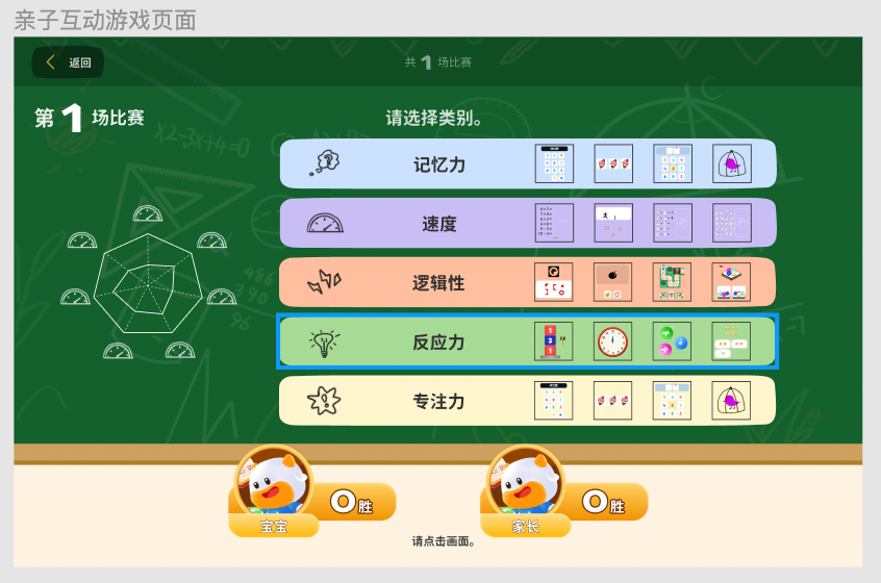 亲子互动游戏页面
返回
共 1 场比赛
第 1 场比赛
请选择类别。
记忆力
速度
逻辑性
反应力
专注力
宝宝
0胜
家长
0胜
请点击画面。